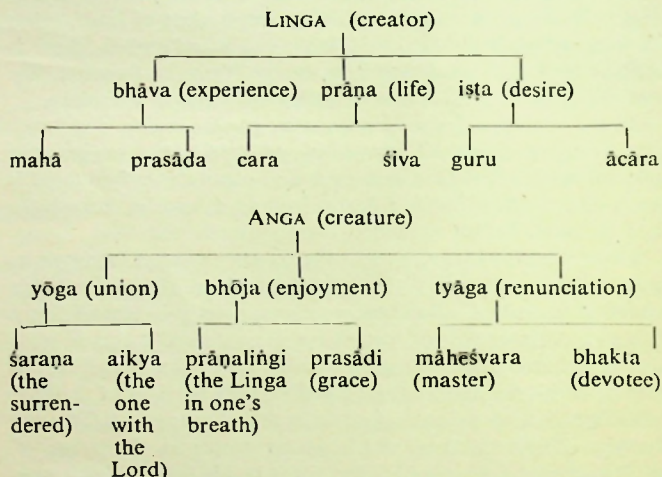 LINGA (creator)
bhāva (experience) prāṇa (life) iṣṭa (desire)
mahā prasāda cara śiva guru ācāra
ANGA (creature)
yōga (union) bhōja (enjoyment) tyāga (renunciation)
śaraṇa aikya prāṇaliṅgi prasādi māhēśvara bhakta
(the (the (the Linga (grace) (master) (devotee)
surren- one in one's
dered) with breath)
the
Lord)